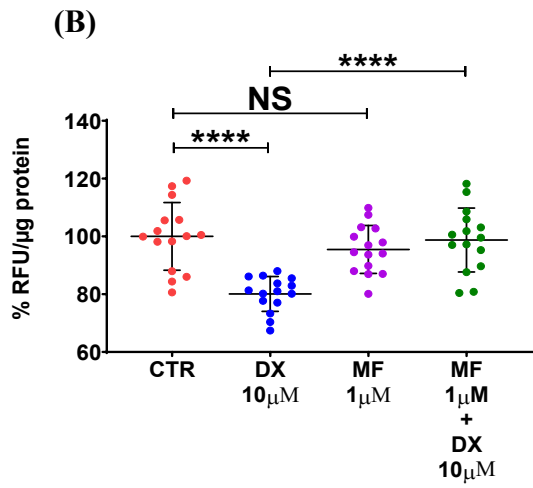 (B)
****
NS
****
% RFU/µg protein
140
120
100
80
60
CTR
DX
10µM
MF
1µM
MF
1µM
+
DX
10µM